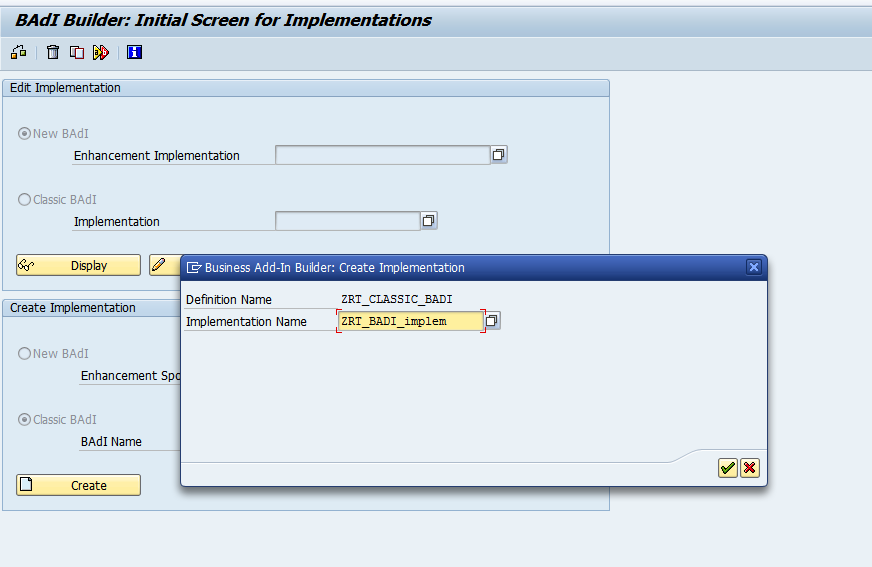 BAdI Builder: Initial Screen for Implementations
Edit Implementation
New BAdI
Enhancement Implementation
Classic BAdI
Implementation
Display
Business Add-In Builder: Create Implementation
Definition Name ZRT_CLASSIC_BADI
Implementation Name ZRT_BADI_implem
Create Implementation
New BAdI
Enhancement Spo
Classic BAdI
BAdI Name
Create